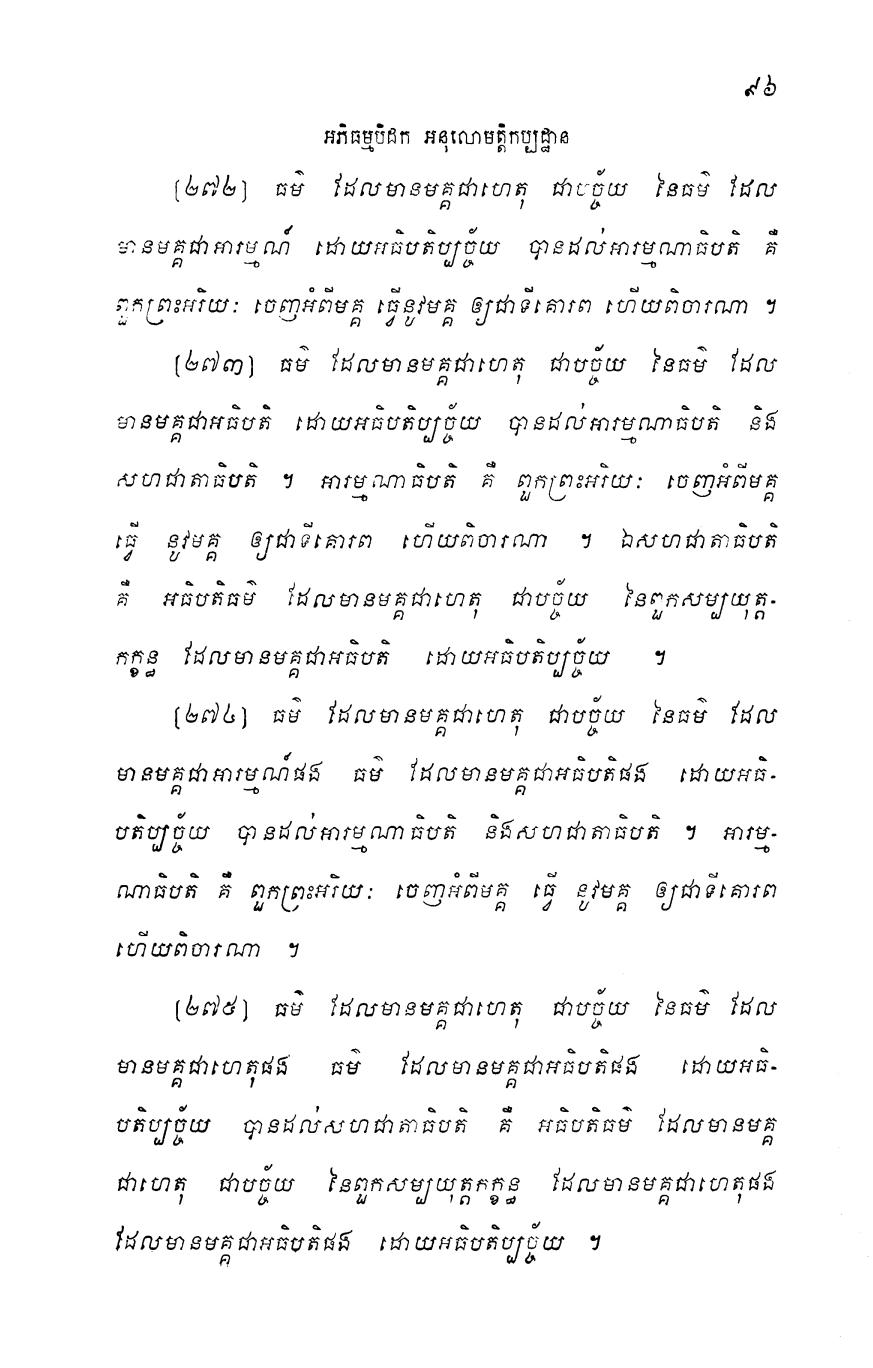 ៩៦
អភិធម្មបិដក អនុលោមត្តិកប្បដ្ឋាន
(២៧២) ធម៌ ដែលមានមគ្គជាហេតុ ជាបច្ច័យ នៃធម៌ ដែល
មានមគ្គជាអារម្មណ៍ ដោយអធិបតិប្បច្ច័យ បានដល់អារម្មណាធិបតិ គឺ
ពួកព្រះអរិយៈ ចេញអំពីមគ្គ ធ្វើនូវមគ្គ ឲ្យជាទីគោរព ហើយពិចារណា ។
(២៧៣) ធម៌ ដែលមានមគ្គជាហេតុ ជាបច្ច័យ នៃធម៌ ដែល
មានមគ្គជាអធិបតិ ដោយអធិបតិប្បច្ច័យ បានដល់អារម្មណាធិបតិ និង
សហជាតាធិបតិ ។ អារម្មណាធិបតិ គឺ ពួកព្រះអរិយៈ ចេញអំពីមគ្គ
ធ្វើ នូវមគ្គ ឲ្យជាទីគោរព ហើយពិចារណា ។ ឯសហជាតាធិបតិ
គឺ អធិបតិធម៌ ដែលមានមគ្គជាហេតុ ជាបច្ច័យ នៃពួកសម្បយុត្ត-
កក្ខន្ធ ដែលមានមគ្គជាអធិបតិ ដោយអធិបតិប្បច្ច័យ ។
(២៧៤) ធម៌ ដែលមានមគ្គជាហេតុ ជាបច្ច័យ នៃធម៌ ដែល
មានមគ្គជាអារម្មណ៍ផង ធម៌ ដែលមានមគ្គជាអធិបតិផង ដោយអធិ-
បតិប្បច្ច័យ បានដល់អារម្មណាធិបតិ និងសហជាតាធិបតិ ។ អារម្ម-
ណាធិបតិ គឺ ពួកព្រះអរិយៈ ចេញអំពីមគ្គ ធ្វើ នូវមគ្គ ឲ្យជាទីគោរព
ហើយពិចារណា ។
(២៧៥) ធម៌ ដែលមានមគ្គជាហេតុ ជាបច្ច័យ នៃធម៌ ដែល
មានមគ្គជាហេតុផង ធម៌ ដែលមានមគ្គជាអធិបតិផង ដោយអធិ-
បតិប្បច្ច័យ បានដល់សហជាតាធិបតិ គឺ អធិបតិធម៌ ដែលមានមគ្គ
ជាហេតុ ជាបច្ច័យ នៃពួកសម្បយុត្តកក្ខន្ធ ដែលមានមគ្គជាហេតុផង
ដែលមានមគ្គជាអធិបតិផង ដោយអធិបតិប្បច្ច័យ ។